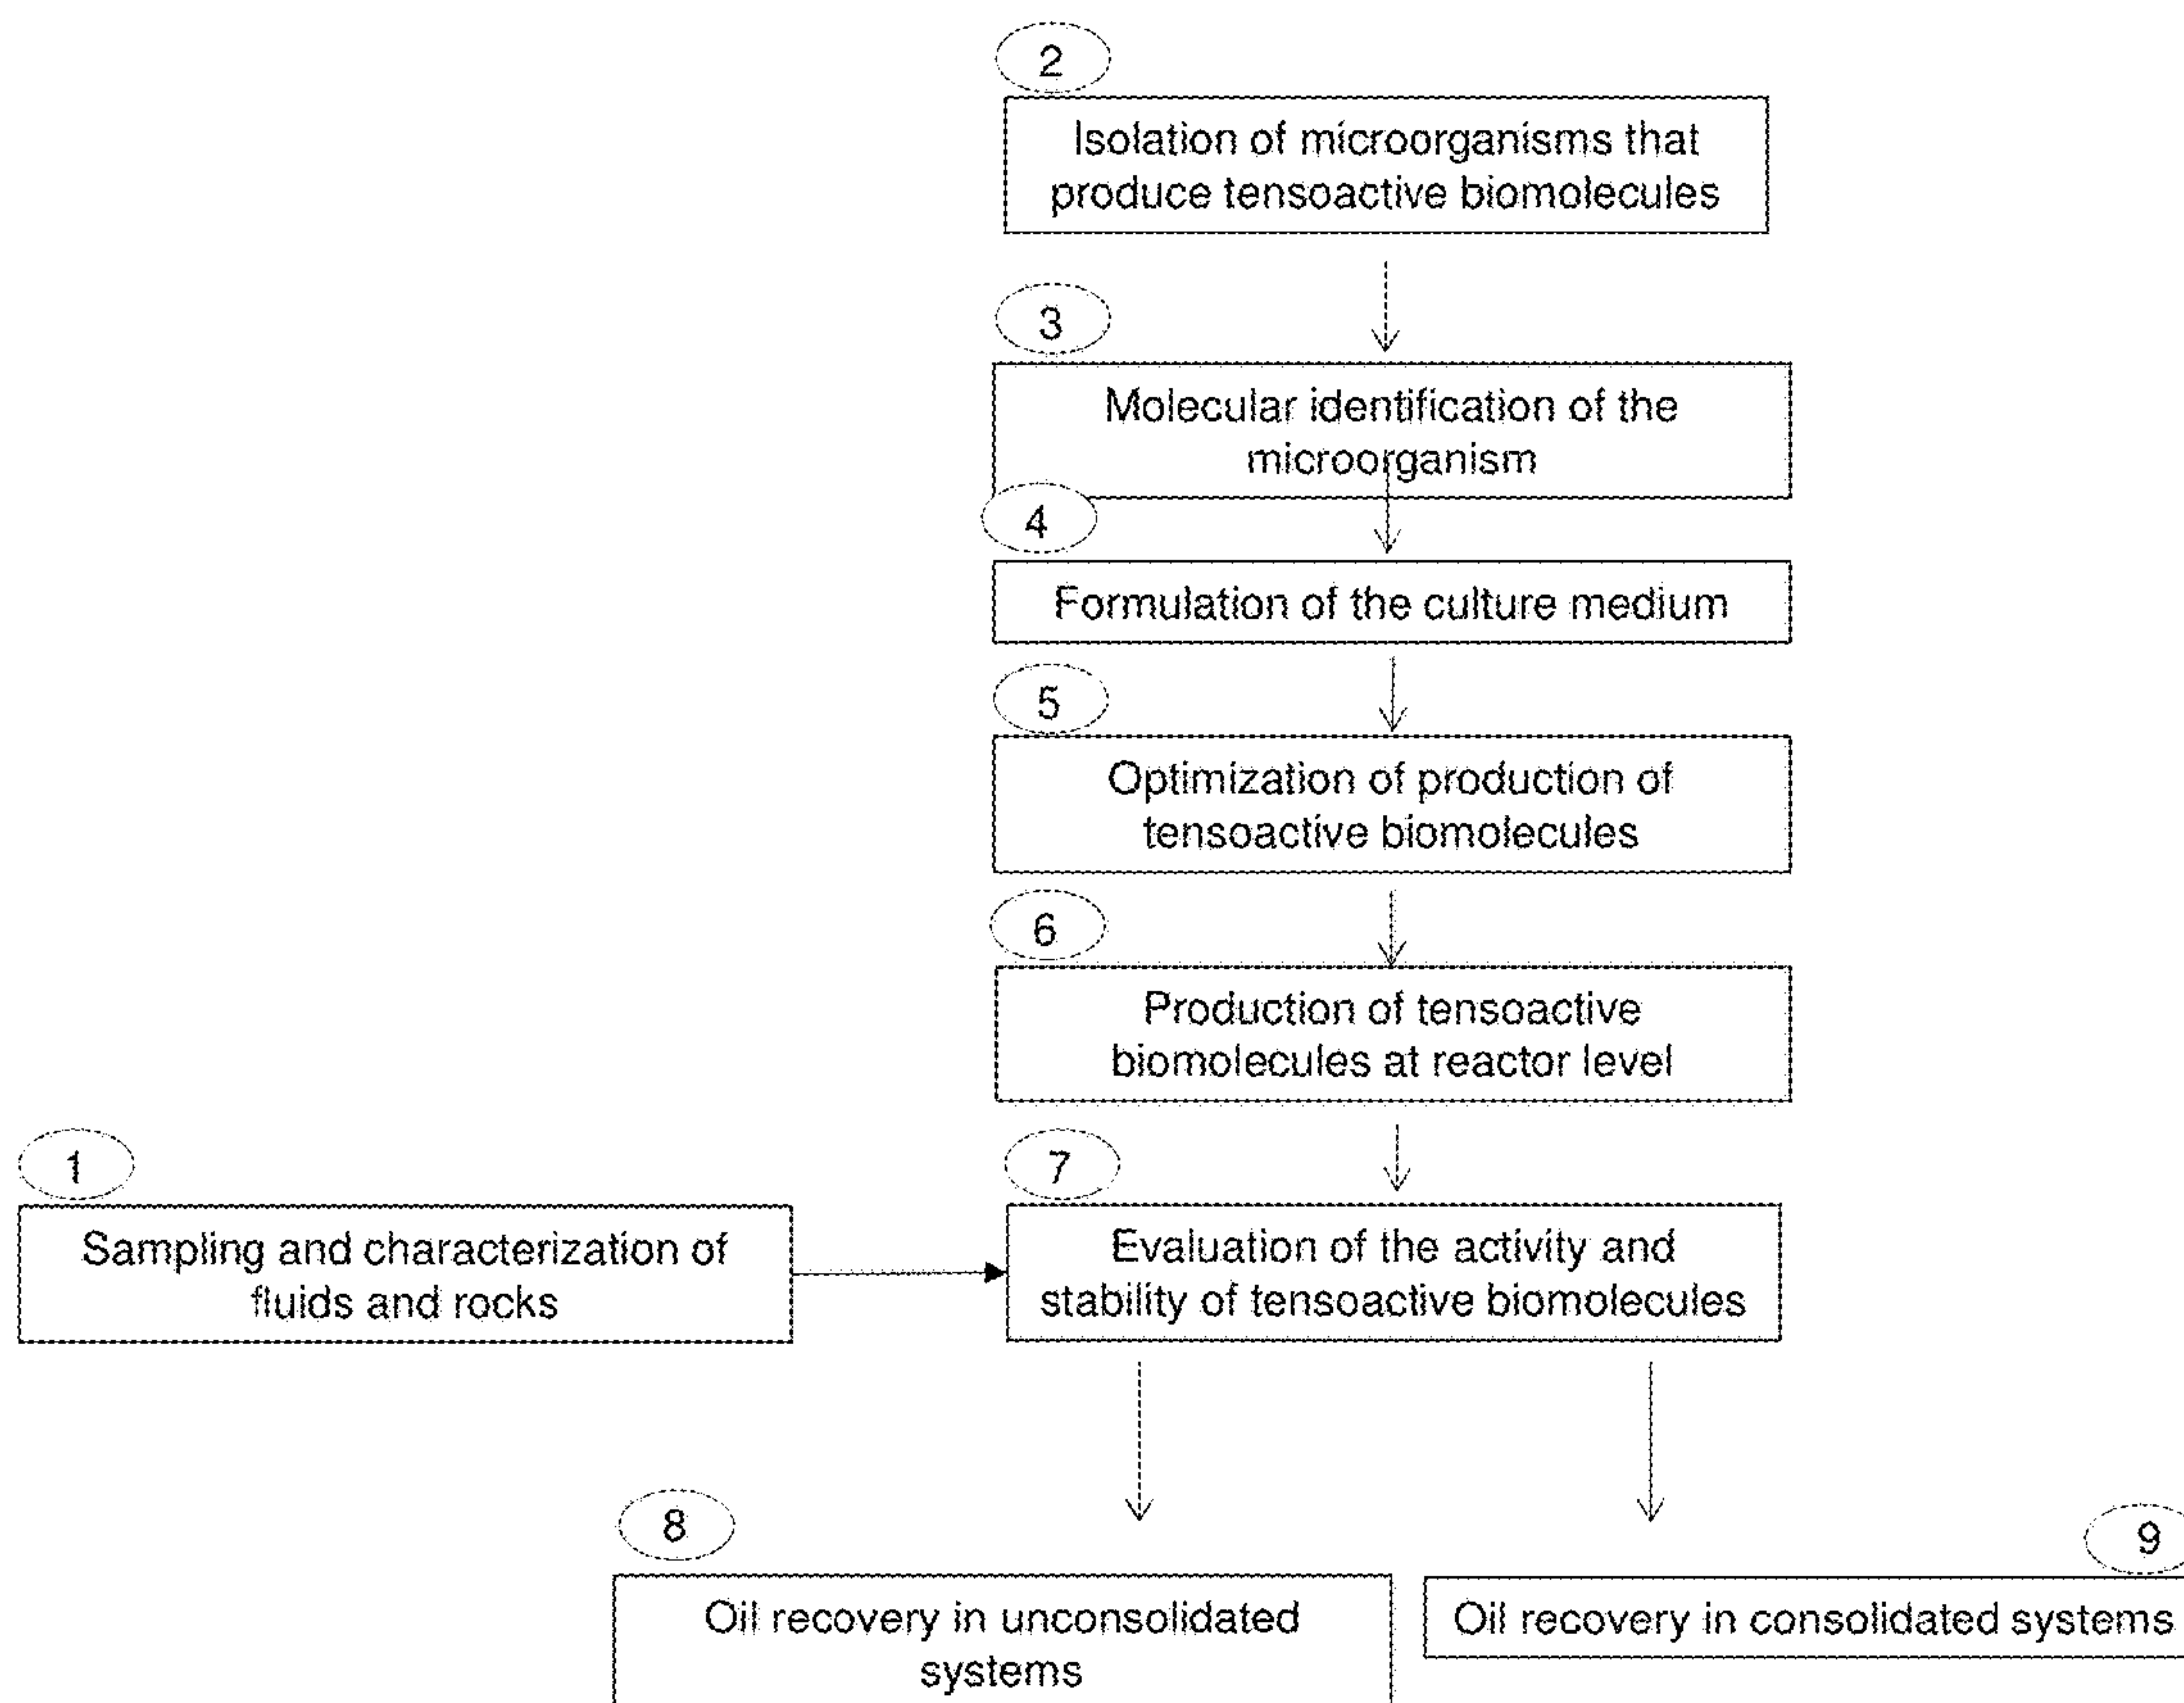 2
Isolation of microorganisms that
produce tensoactive biomolecules
3
Molecular identification of the
microorganism
4
Formulation of the culture medium
5
Optimization of production of
tensoactive biomolecules
6
Production of tensoactive
biomolecules at reactor level
1
Sampling and characterization of
fluids and rocks
7
Evaluation of the activity and
stability of tensoactive biomolecules
8
Oil recovery in unconsolidated
systems
9
Oil recovery in consolidated systems